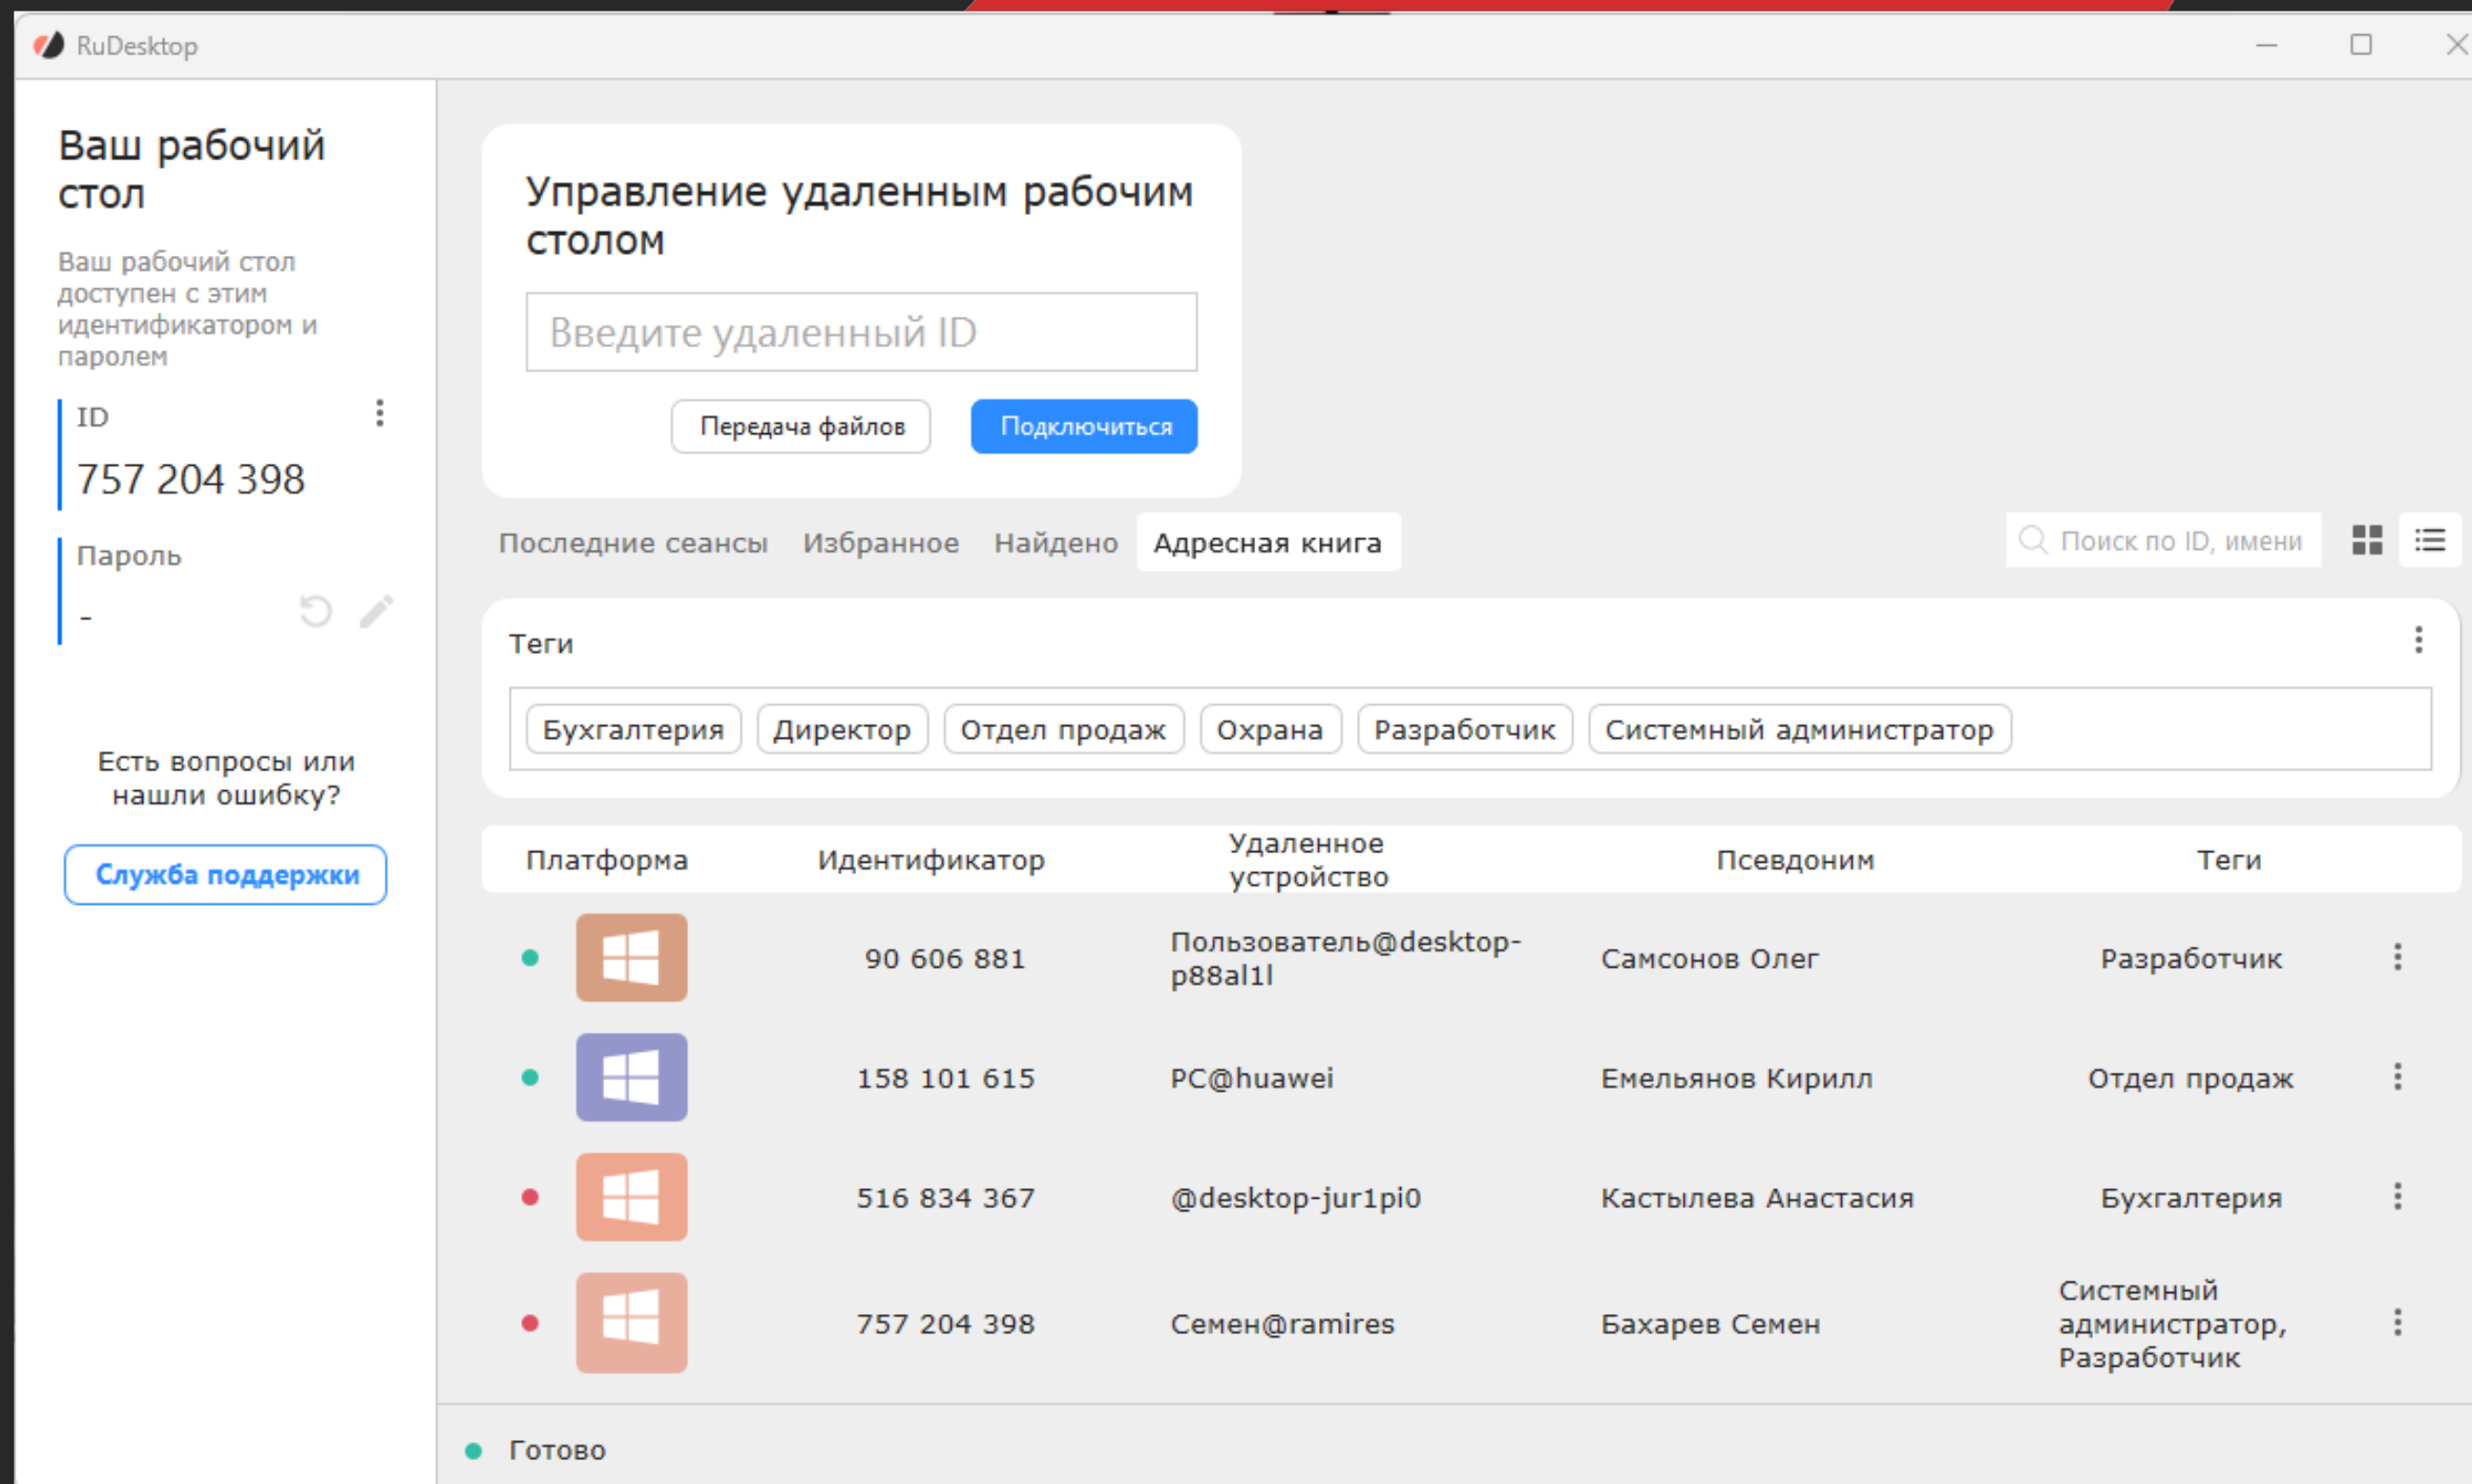 RuDesktop
Ваш рабочий
стол
Ваш рабочий стол
доступен с этим
идентификатором и
паролем
ID
757 204 398
Пароль
-
Есть вопросы или
нашли ошибку?
Служба поддержки
Управление удаленным рабочим
столом
Введите удаленный ID
Передача файлов
Подключиться
Последние сеансы
Избранное
Найдено
Адресная книга
Поиск по ID, имени
Теги
Бухгалтерия
Директор
Отдел продаж
Охрана
Разработчик
Системный администратор
Платформа
Идентификатор
Удаленное
устройство
Псевдоним
Теги
90 606 881
Пользователь@desktop-
p88al1l
Самсонов Олег
Разработчик
158 101 615
PC@huawei
Емельянов Кирилл
Отдел продаж
516 834 367
@desktop-jur1pi0
Кастылева Анастасия
Бухгалтерия
757 204 398
Семен@ramires
Бахарев Семен
Системный
администратор,
Разработчик
Готово